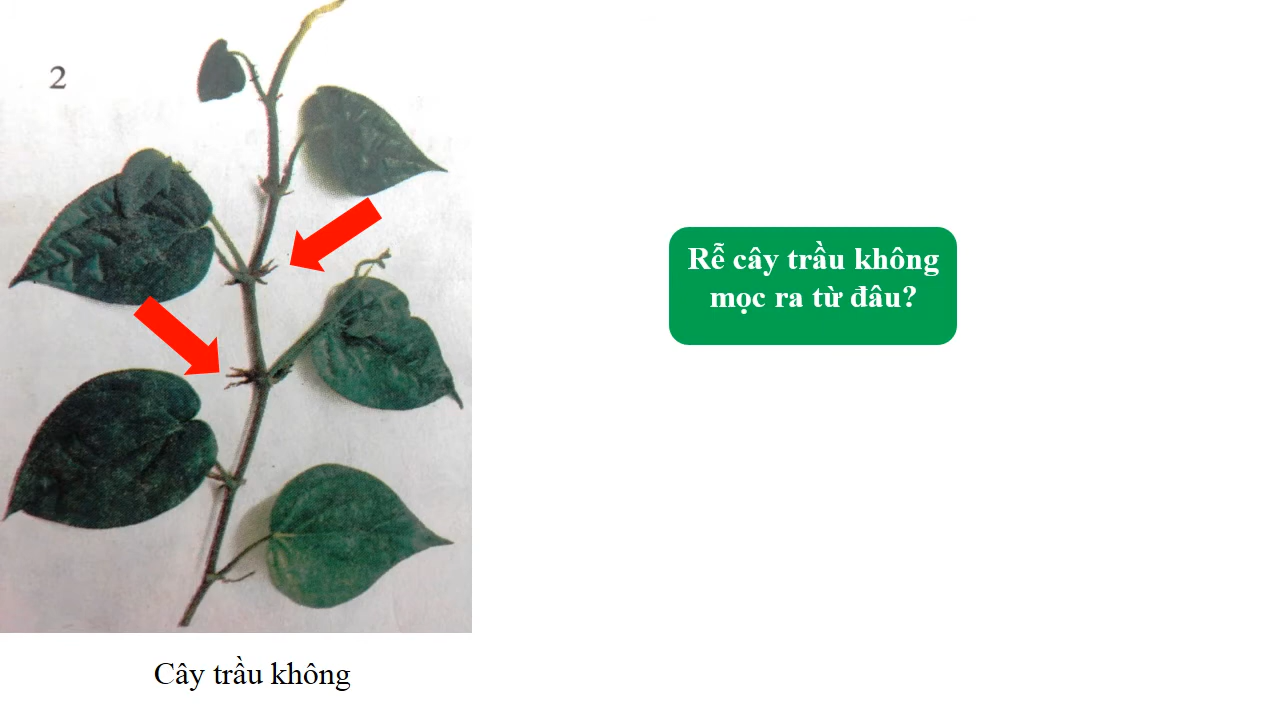 2
Rễ cây trầu không
mọc ra từ đâu?
Cây trầu không